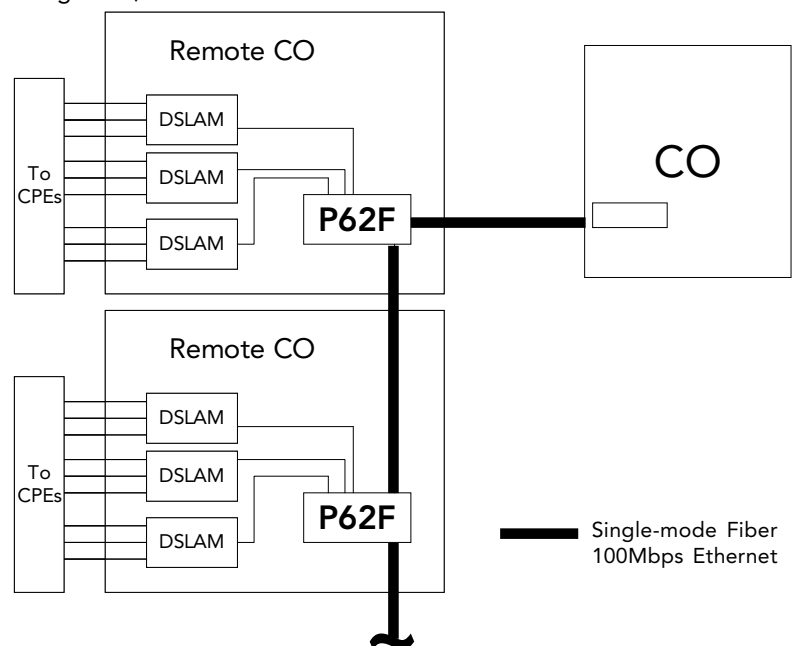 Remote CO
DSLAM
To
CPEs
DSLAM
DSLAM
P62F
CO
Remote CO
DSLAM
To
CPEs
DSLAM
DSLAM
P62F
Single-mode Fiber
100Mbps Ethernet